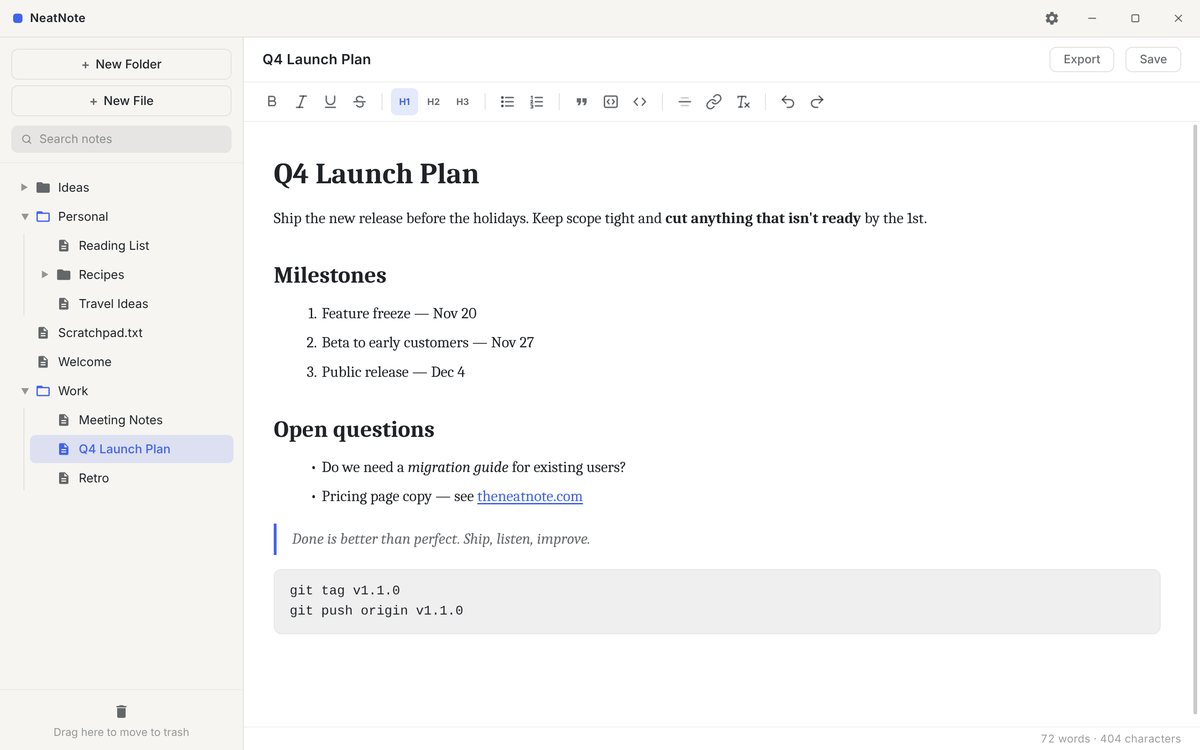 NeatNote
+ New Folder
+ New File
Search notes
Ideas
Personal
Reading List
Recipes
Travel Ideas
Scratchpad.txt
Welcome
Work
Meeting Notes
Q4 Launch Plan
Retro
Drag here to move to trash
Q4 Launch Plan
Export
Save
B I U S H1 H2 H3
Q4 Launch Plan
Ship the new release before the holidays. Keep scope tight and cut anything that isn't ready by the 1st.
Milestones
1. Feature freeze — Nov 20
2. Beta to early customers — Nov 27
3. Public release — Dec 4
Open questions
• Do we need a migration guide for existing users?
• Pricing page copy — see theneatnote.com
Done is better than perfect. Ship, listen, improve.
git tag v1.1.0
git push origin v1.1.0
72 words · 404 characters